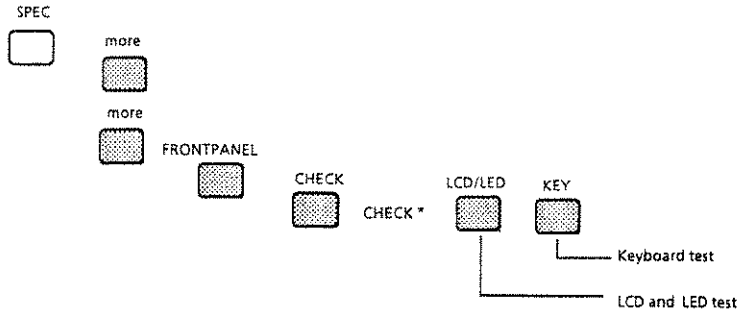 SPEC
more
more
FRONTPANEL
CHECK
CHECK *
LCD/LED
KEY
Keyboard test
LCD and LED test